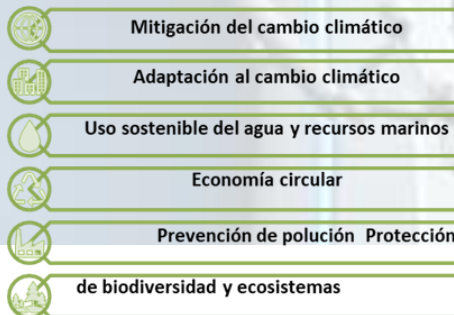 Mitigación del cambio climático
Adaptación al cambio climático
Uso sostenible del agua y recursos marinos
Economía circular
Prevención de polución Protección
de biodiversidad y ecosistemas